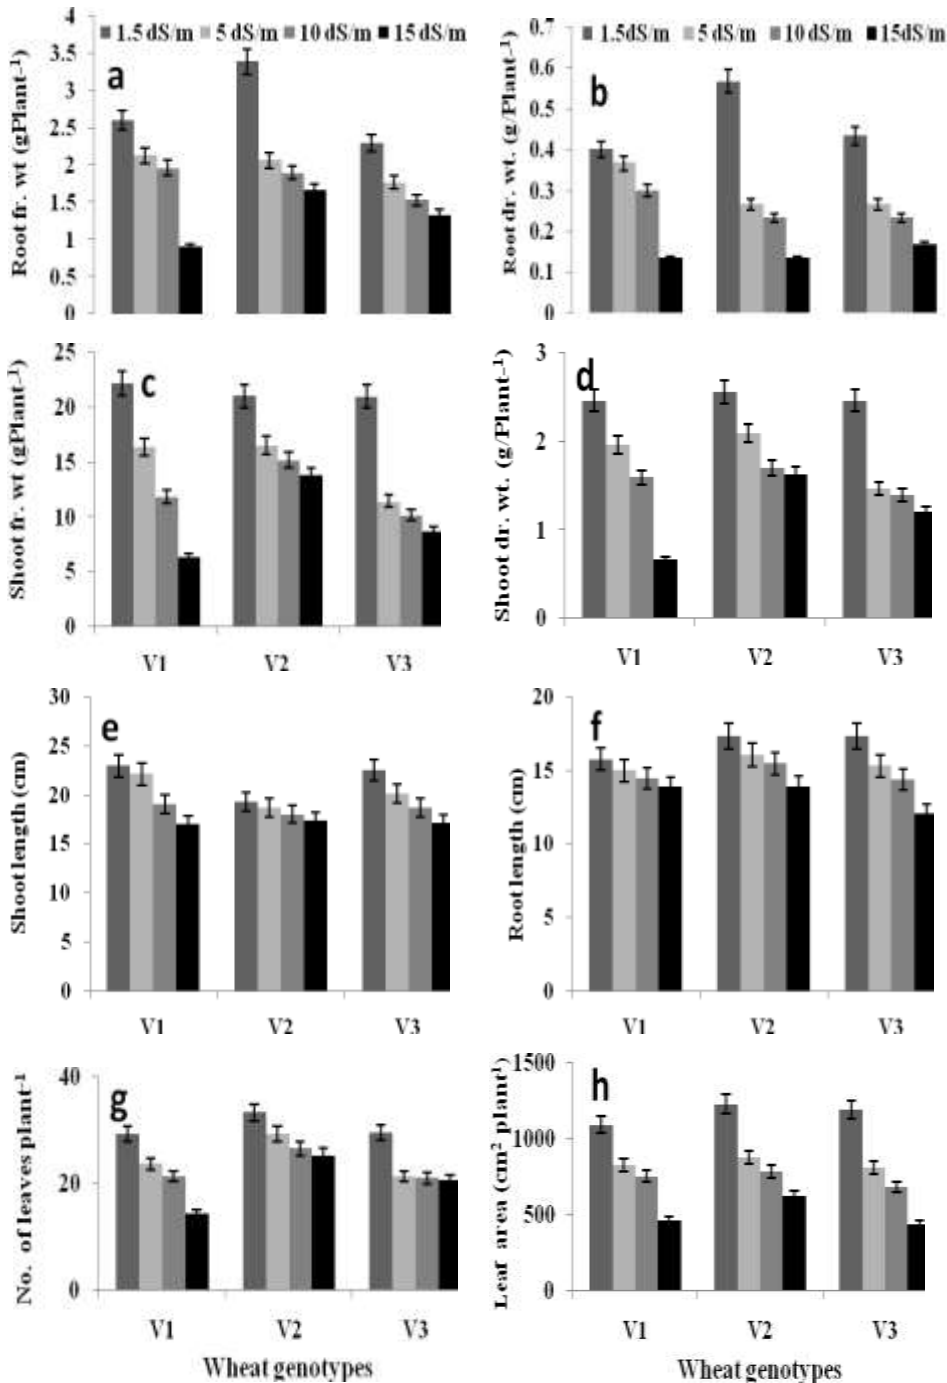 1.5 dS/m 5 dS/m 10 dS/m 15 dS/m
a
Root fr. wt (gPlant⁻¹)
4
3.5
3
2.5
2
1.5
1
0.5
0
1.5dS/m 5 dS/m 10 dS/m 15dS/m
b
Root dr. wt. (g/Plant⁻¹)
0.7
0.6
0.5
0.4
0.3
0.2
0.1
0
c
Shoot fr. wt (gPlant⁻¹)
25
20
15
10
5
0
V1 V2 V3
d
Shoot dr. wt. (g/Plant⁻¹)
3
2
1
0
V1 V2 V3
e
Shoot length (cm)
30
25
20
15
10
5
0
V1 V2 V3
f
Root length (cm)
20
15
10
5
0
V1 V2 V3
g
No. of leaves plant⁻¹
40
20
0
V1 V2 V3
Wheat genotypes
h
Leaf area (cm² plant¹)
1500
1000
500
0
V1 V2 V3
Wheat genotypes